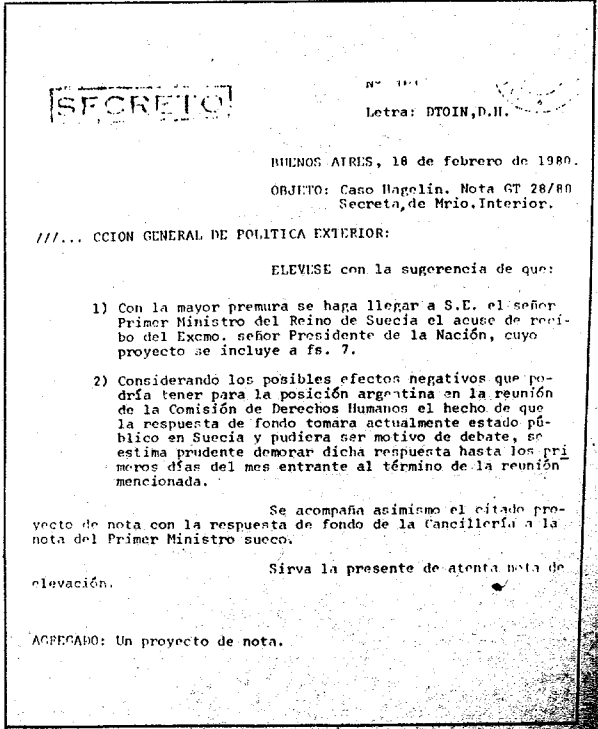 SECRETO
Nº
Letra: DTOIN,D.H.
BUENOS AIRES, 18 de febrero de 1980.
OBJETO: Caso Hagelin. Nota GT 28/80
Secreta,de Mrio.Interior.
///... CCION GENERAL DE POLITICA EXTERIOR:
ELEVESE con la sugerencia de que:
1) Con la mayor premura se haga llegar a S.E. el señor
Primer Ministro del Reino de Suecia el acuse de reci-
bo del Excmo. señor Presidente de la Nación, cuyo
proyecto se incluye a fs. 7.
2) Considerando los posibles efectos negativos que po-
dría tener para la posición argentina en la reunión
de la Comisión de Derechos Humanos el hecho de que
la respuesta de fondo tomara actualmente estado pú-
blico en Suecia y pudiera ser motivo de debate, se
estima prudente demorar dicha respuesta hasta los pri
meros días del mes entrante al término de la reunión
mencionada.
Se acompaña asimismo el citado pro-
yecto de nota con la respuesta de fondo de la Cancillería a la
nota del Primer Ministro sueco.
Sirva la presente de atenta nota de
elevación.
AGREGADO: Un proyecto de nota.